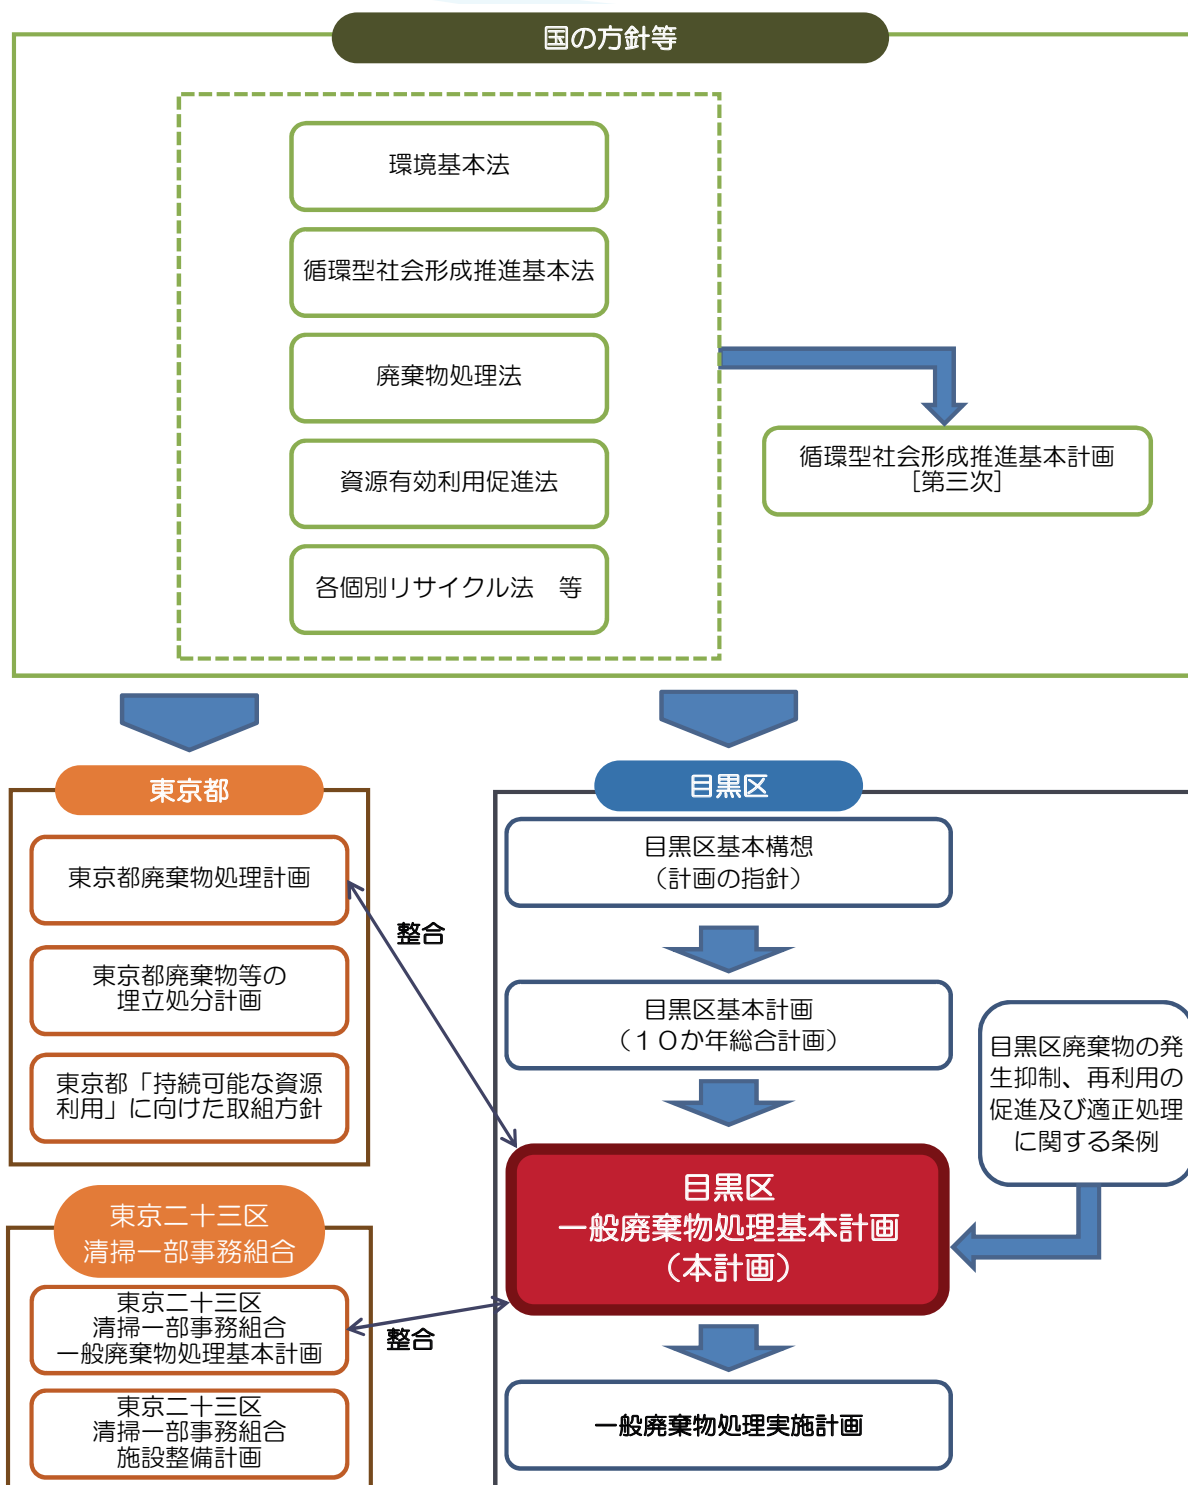 国の方針等
環境基本法
循環型社会形成推進基本法
廃棄物処理法
資源有効利用促進法
各個別リサイクル法　等
循環型社会形成推進基本計画
［第三次］
東京都
東京都廃棄物処理計画
東京都廃棄物等の
埋立処分計画
東京都「持続可能な資源
利用」に向けた取組方針
整合
東京二十三区
清掃一部事務組合
東京二十三区
清掃一部事務組合
一般廃棄物処理基本計画
東京二十三区
清掃一部事務組合
施設整備計画
整合
目黒区
目黒区基本構想
（計画の指針）
目黒区基本計画
（１０か年総合計画）
目黒区
一般廃棄物処理基本計画
（本計画）
一般廃棄物処理実施計画
目黒区廃棄物の発
生抑制、再利用の
促進及び適正処理
に関する条例